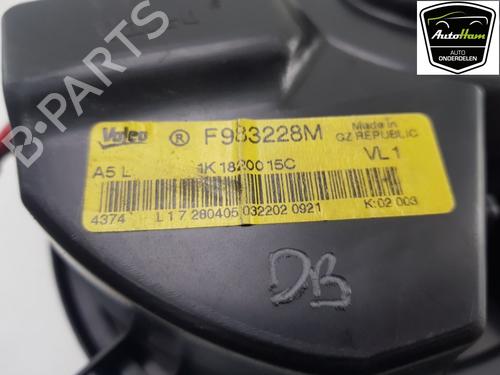 AutoHam
AUTO
ONDERDELEN
Valeo ® F983228M Made in
CZ REPUBLIC
A5 L 1K1820015C VL1
4374 L17 280405 032202 0921 K:02 003
DB
B-PARTS